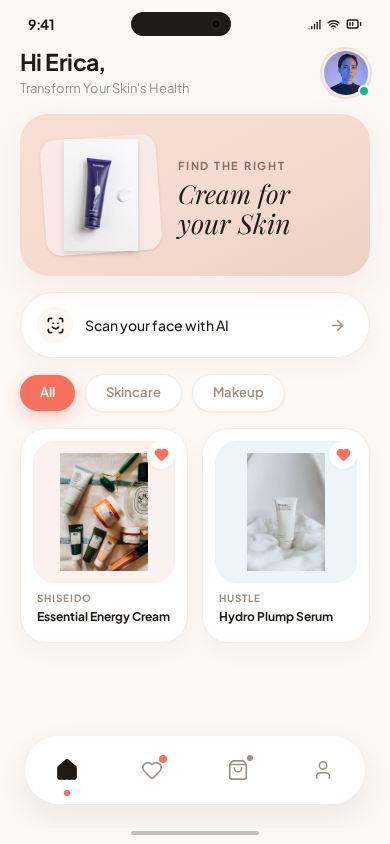 9:41
Hi Erica,
Transform Your Skin's Health
FIND THE RIGHT
Cream for
your Skin
Scan your face with AI
All
Skincare
Makeup
SHISEIDO
Essential Energy Cream
HUSTLE
Hydro Plump Serum